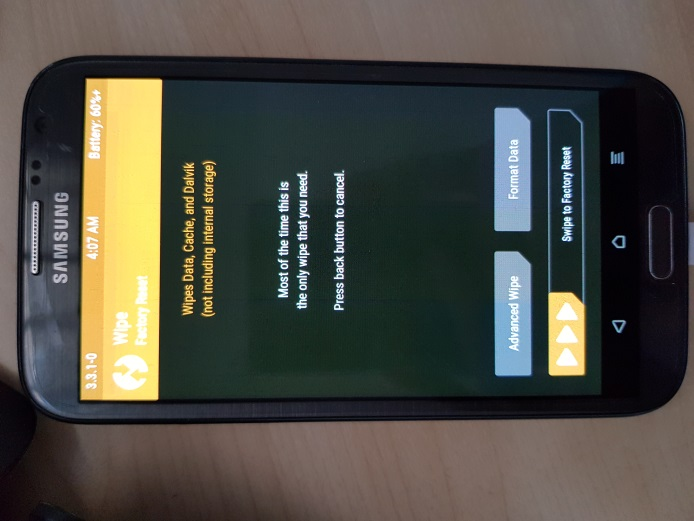 SAMSUNG
3.3.1-0 4:07 AM Battery: 60%+
Wipe
Factory Reset
Wipes Data, Cache, and Dalvik
(not including internal storage)
Most of the time this is
the only wipe that you need.
Press back button to cancel.
Advanced Wipe Format Data
Swipe to Factory Reset